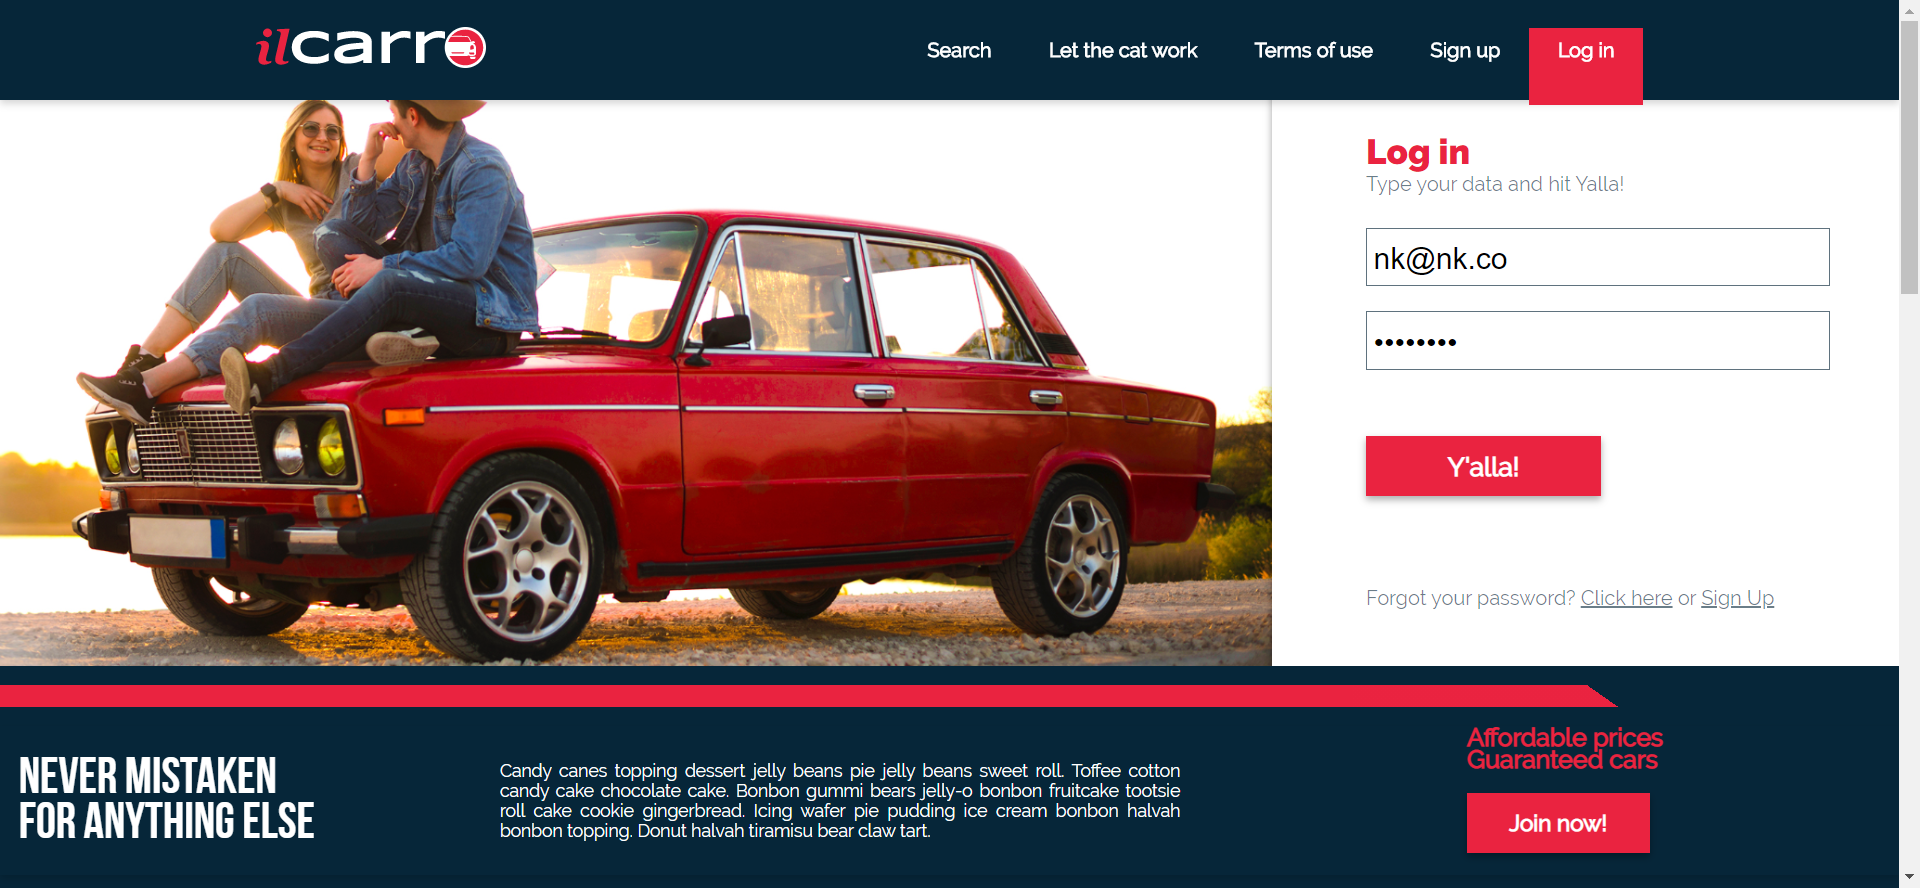 ilcarro
Search
Let the cat work
Terms of use
Sign up
Log in
Log in
Type your data and hit Yalla!
nk@nk.co
••••••••
Y'alla!
Forgot your password? Click here or Sign Up
NEVER MISTAKEN
FOR ANYTHING ELSE
Candy canes topping dessert jelly beans pie jelly beans sweet roll. Toffee cotton
candy cake chocolate cake. Bonbon gummi bears jelly-o bonbon fruitcake tootsie
roll cake cookie gingerbread. Icing wafer pie pudding ice cream bonbon halvah
bonbon topping. Donut halvah tiramisu bear claw tart.
Affordable prices
Guaranteed cars
Join now!